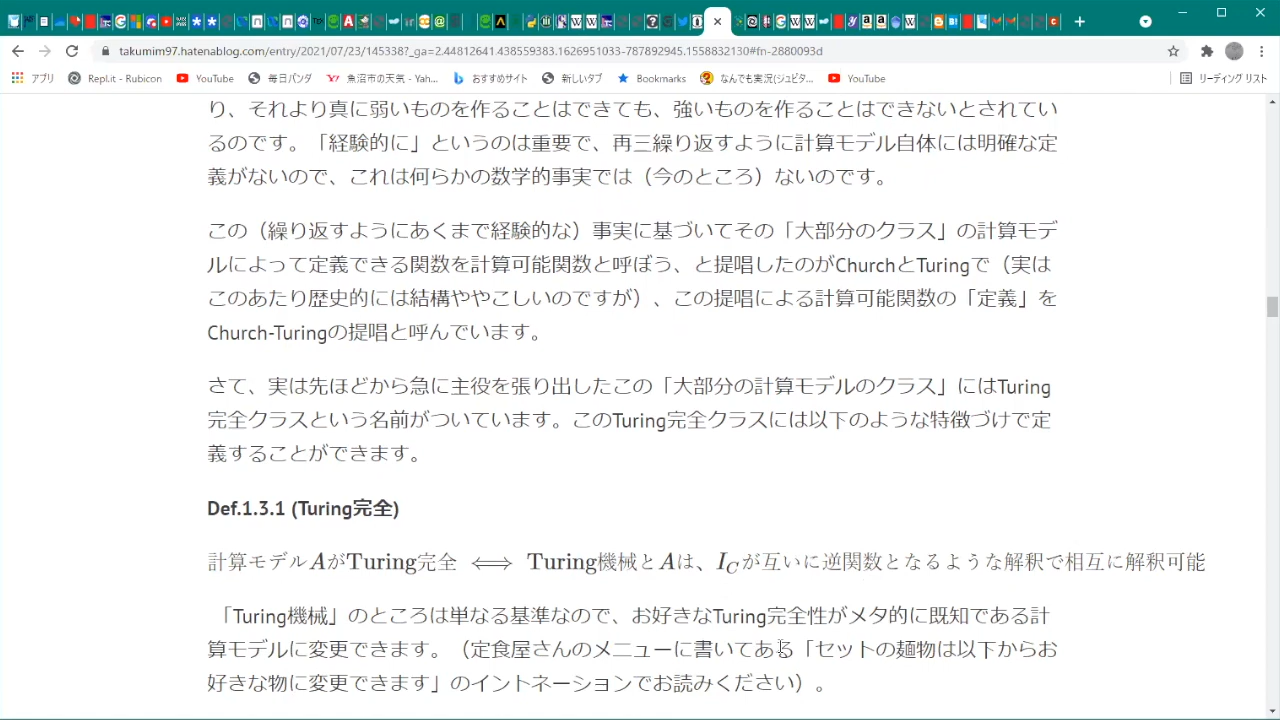 takumim97.hatenablog.com/entry/2021/07/23/145338?_ga=2.44812641.438559383.1626951033-787892945.1558832130#fn-2880093d
アプリ Repl.it - Rubicon YouTube 毎日パンダ 魚沼市の天気 - Yah... おすすめサイト 新しいタブ Bookmarks なんでも実況(ジュピタ... YouTube リーディング リスト
り、それより真に弱いものを作ることはできても、強いものを作ることはできないとされてい
るのです。「経験的に」というのは重要で、再三繰り返すように計算モデル自体には明確な定
義がないので、これは何らかの数学的事実では（今のところ）ないのです。
この（繰り返すようにあくまで経験的な）事実に基づいてその「大部分のクラス」の計算モデ
ルによって定義できる関数を計算可能関数と呼ぼう、と提唱したのがChurchとTuringで（実は
このあたり歴史的には結構ややこしいのですが）、この提唱による計算可能関数の「定義」を
Church-Turingの提唱と呼んでいます。
さて、実は先ほどから急に主役を張り出したこの「大部分の計算モデルのクラス」にはTuring
完全クラスという名前がついています。このTuring完全クラスには以下のような特徴づけで定
義することができます。
Def.1.3.1 (Turing完全)
計算モデルAがTuring完全 ⟺ Turing機械とAは、I_Cが互いに逆関数となるような解釈で相互に解釈可能
「Turing機械」のところは単なる基準なので、お好きなTuring完全性がメタ的に既知である計
算モデルに変更できます。（定食屋さんのメニューに書いてある「セットの麺物は以下からお
好きな物に変更できます」のイントネーションでお読みください）。